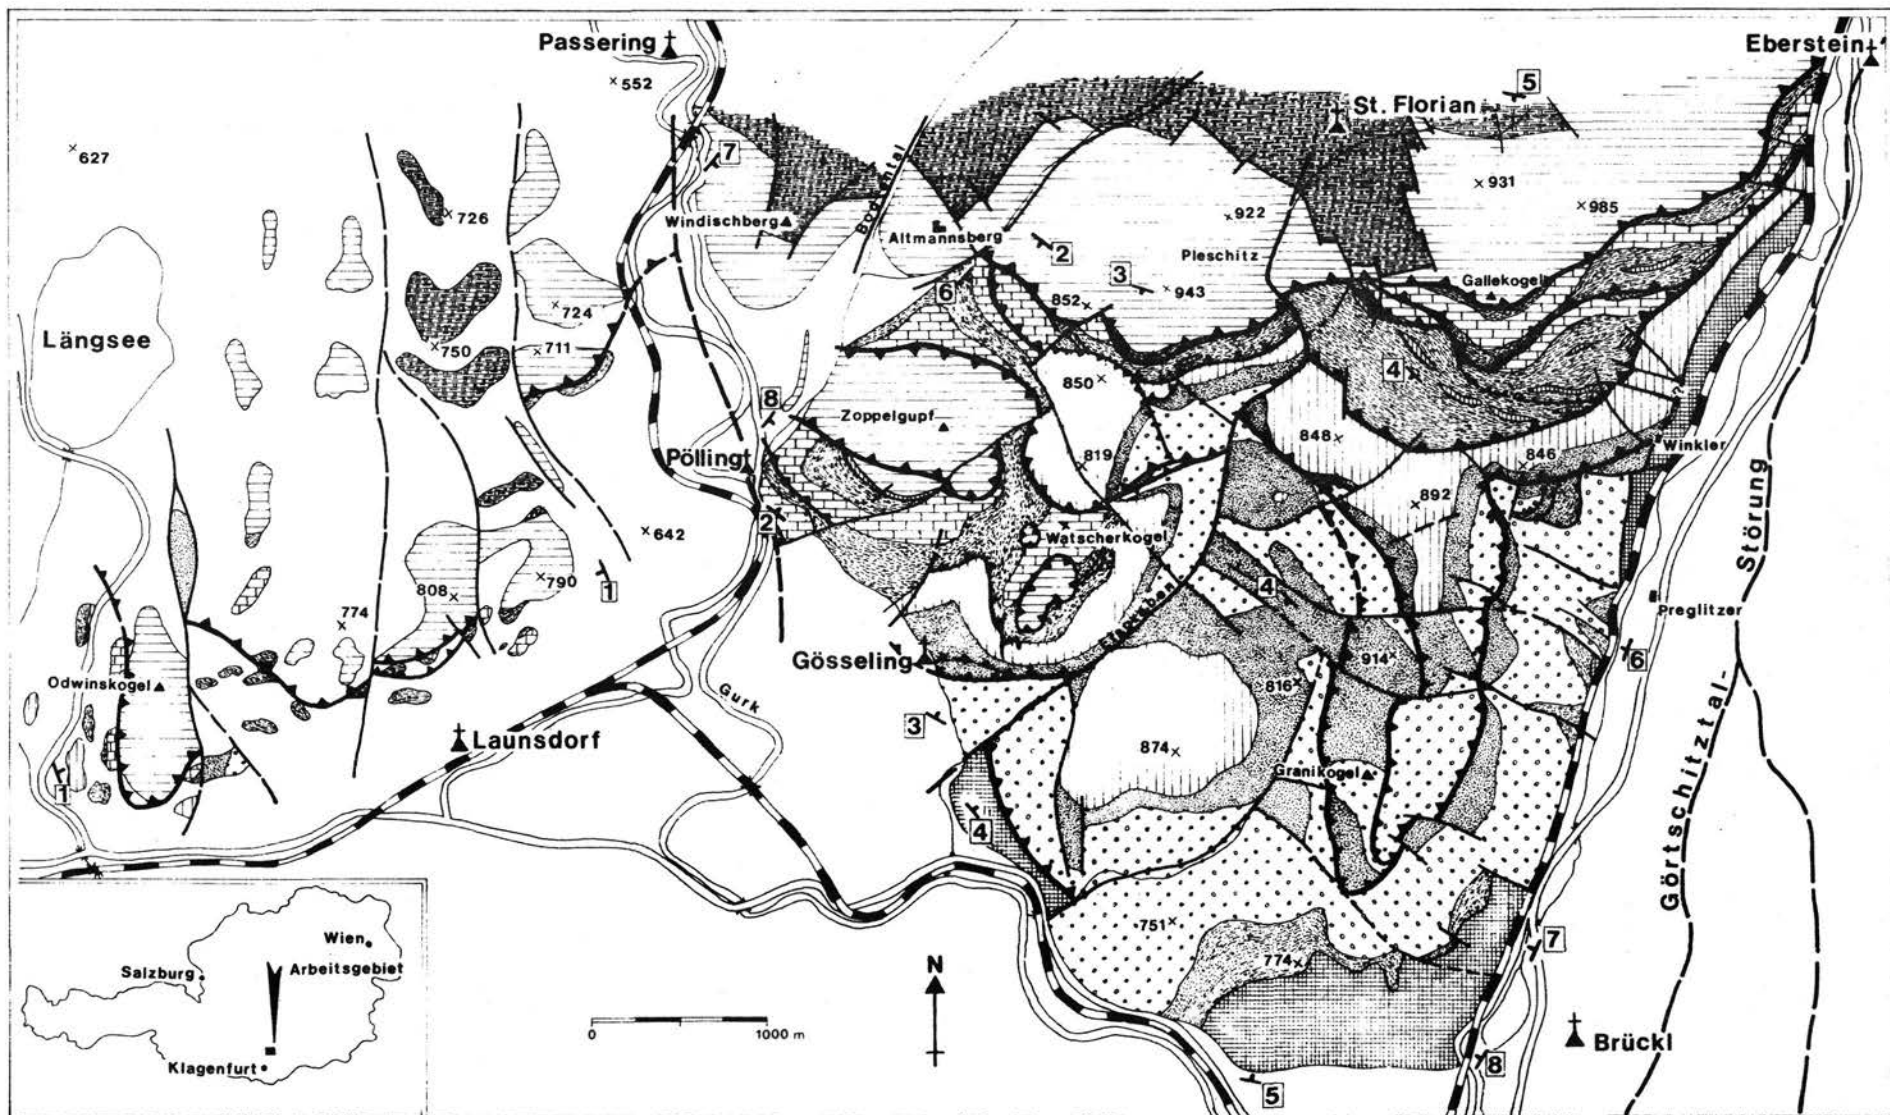 Passering
552
Eberstein
5
St. Florian
627
7
726
Windischberg
Bodental
Altmannsberg
922
931
985
2
Pleschitz
3
943
6
852
Gallekogel
724
Längsee
750
711
850
4
8
Zoppelgupf
848
819
846
Winkler
Pöllingt
892
2
642
Watscherkogel
790
1
808
774
4
Preglitzer
Störung
Görtschitztal-
Gösseling
914
6
Odwinskogel
816
Gurk
3
Launsdorf
874
Granikogel
1
4
751
774
7
Wien
Salzburg
Arbeitsgebiet
Klagenfurt
N
0
1000 m
Brückl
8
5